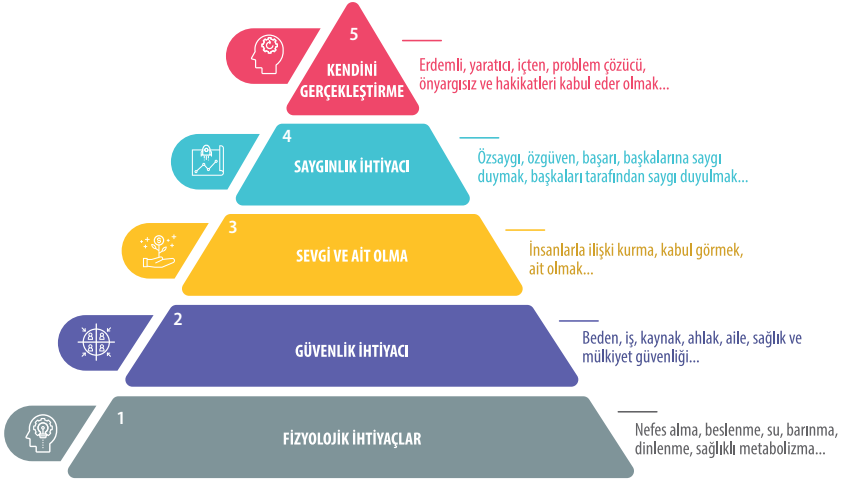 5
KENDİNİ
GERÇEKLEŞTİRME
Erdemli, yaratıcı, içten, problem çözücü,
önyargısız ve hakikatleri kabul eder olmak...
4
SAYGINLIK İHTİYACI
Özsaygı, özgüven, başarı, başkalarına saygı
duymak, başkaları tarafından saygı duyulmak...
3
SEVGİ VE AİT OLMA
İnsanlarla ilişki kurma, kabul görmek,
ait olmak...
2
GÜVENLİK İHTİYACI
Beden, iş, kaynak, ahlak, aile, sağlık ve
mülkiyet güvenliği...
1
FİZYOLOJİK İHTİYAÇLAR
Nefes alma, beslenme, su, barınma,
dinlenme, sağlıklı metabolizma...